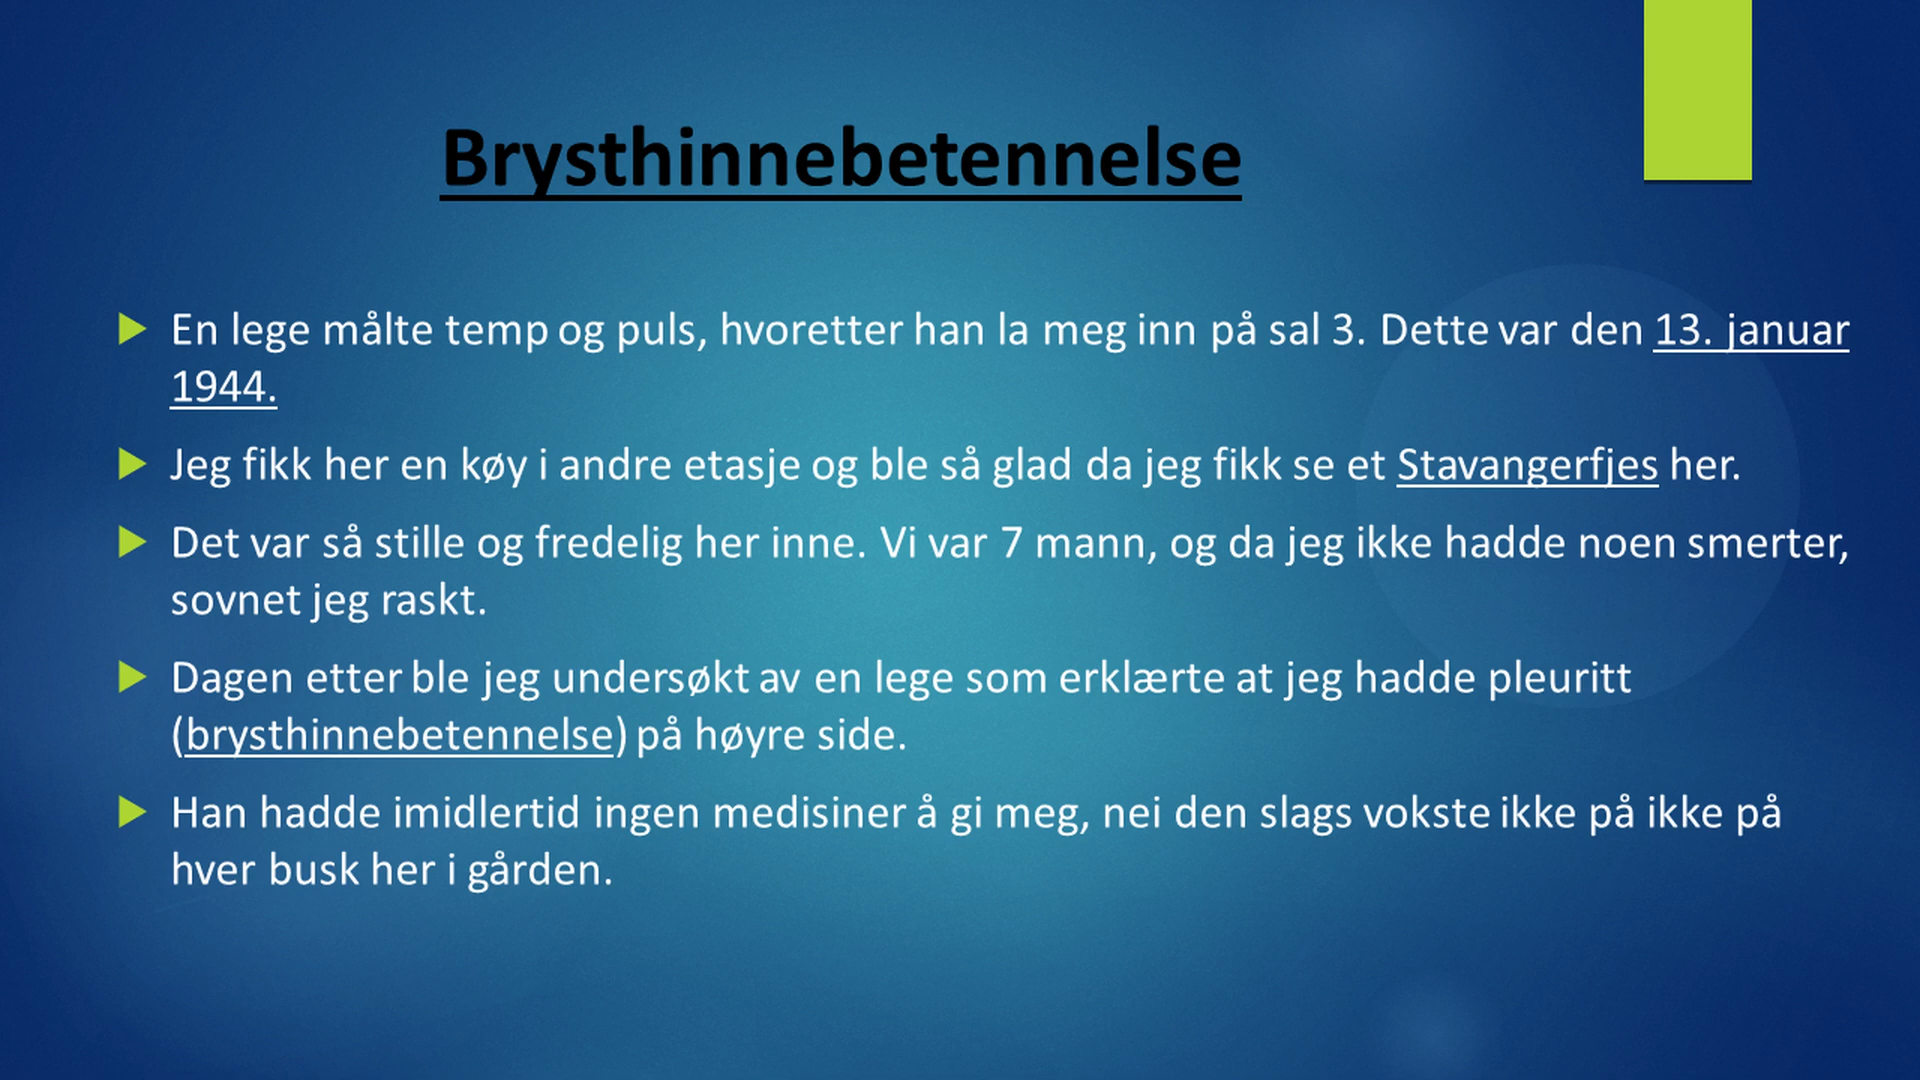 Brysthinnebetennelse
En lege målte temp og puls, hvoretter han la meg inn på sal 3. Dette var den 13. januar
1944.
Jeg fikk her en køy i andre etasje og ble så glad da jeg fikk se et Stavangerfjes her.
Det var så stille og fredelig her inne. Vi var 7 mann, og da jeg ikke hadde noen smerter,
sovnet jeg raskt.
Dagen etter ble jeg undersøkt av en lege som erklærte at jeg hadde pleuritt
(brysthinnebetennelse) på høyre side.
Han hadde imidlertid ingen medisiner å gi meg, nei den slags vokste ikke på ikke på
hver busk her i gården.